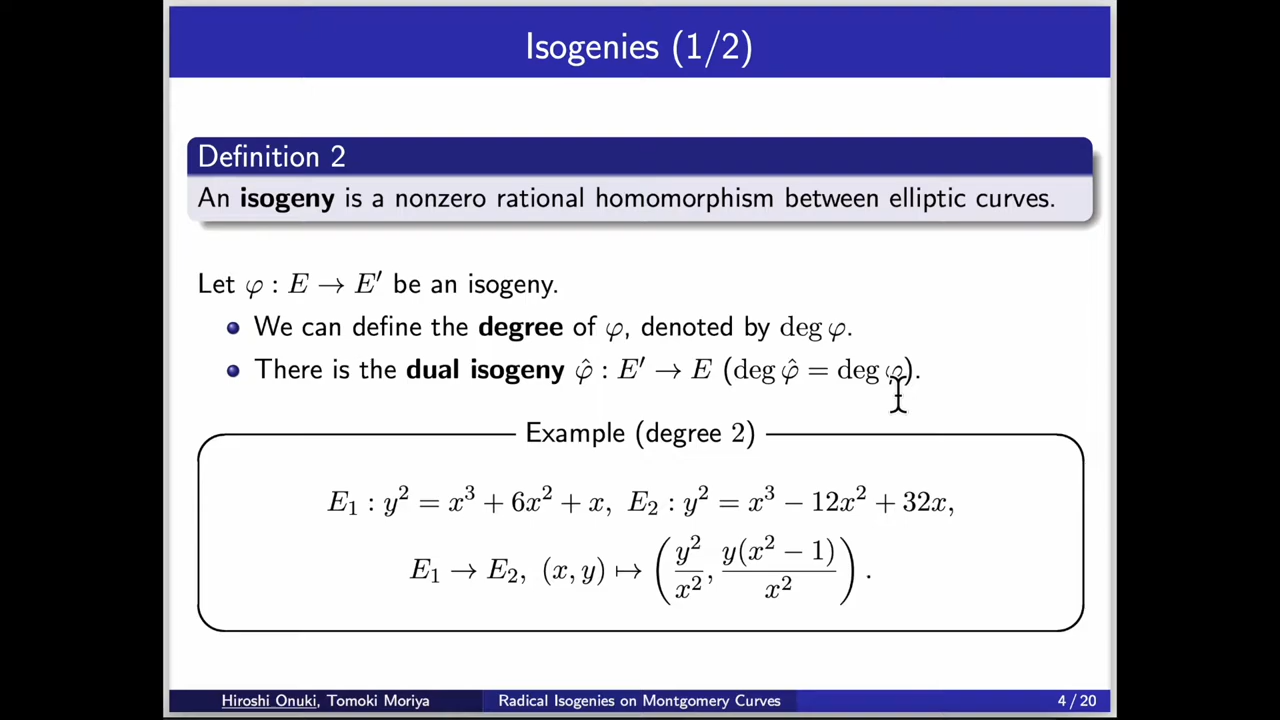 Isogenies (1/2)
Definition 2
An isogeny is a nonzero rational homomorphism between elliptic curves.
Let φ : E → E′ be an isogeny.
We can define the degree of φ, denoted by deg φ.
There is the dual isogeny φ̂ : E′ → E (deg φ̂ = deg φ).
Example (degree 2)
E₁ : y² = x³ + 6x² + x, E₂ : y² = x³ − 12x² + 32x,
E₁ → E₂, (x, y) ↦ (y²/x², y(x² − 1)/x²).
Hiroshi Onuki, Tomoki Moriya Radical Isogenies on Montgomery Curves 4 / 20